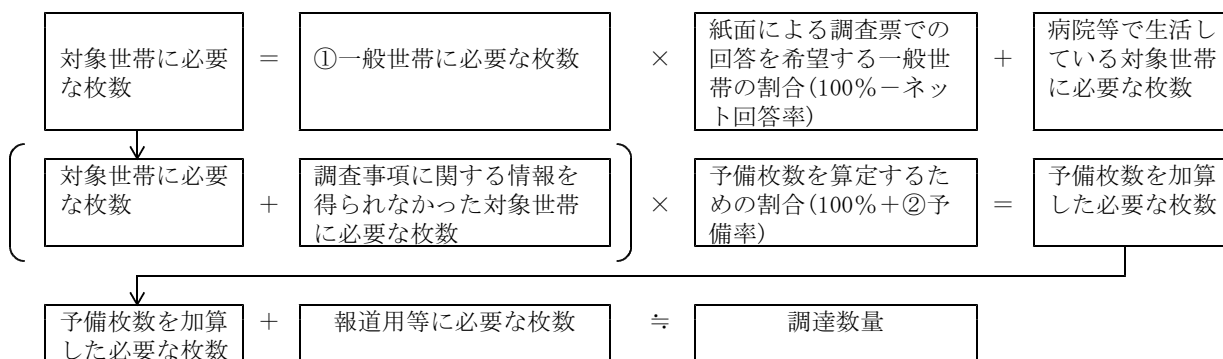 対象世帯に必要
な枚数
=
①一般世帯に必要な枚数
×
紙面による調査票での
回答を希望する一般世
帯の割合(100%-ネッ
ト回答率)
+
病院等で生活し
ている対象世帯
に必要な枚数
対象世帯に必要
な枚数
+
調査事項に関する情報を
得られなかった対象世帯
に必要な枚数
×
予備枚数を算定するた
めの割合(100%+②予
備率)
=
予備枚数を加算
した必要な枚数
予備枚数を加算
した必要な枚数
+
報道用等に必要な枚数
≒
調達数量